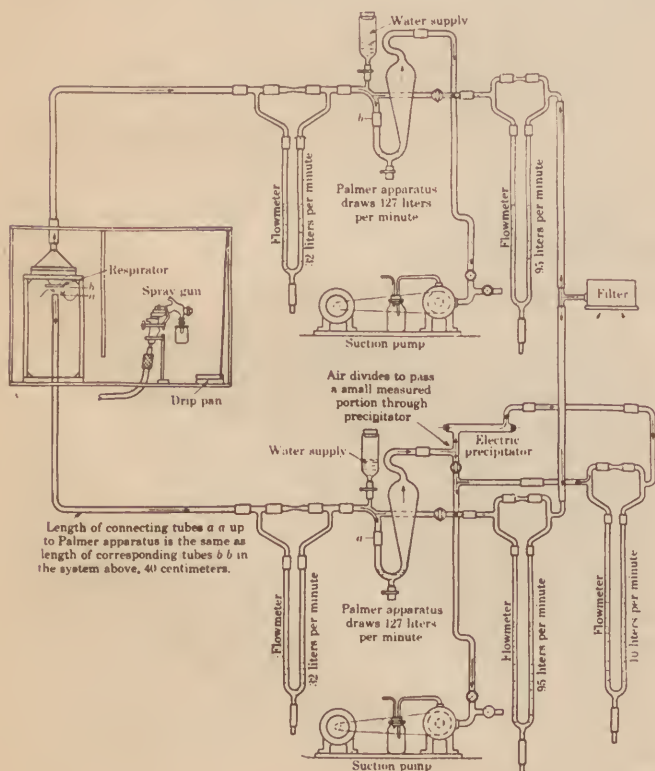 Water supply
b
Flowmeter
32 liters per minute
Palmer apparatus
draws 127 liters
per minute
Flowmeter
95 liters per minute
Respirator
b
a
Spray gun
Filter
Suction pump
Drip pan
Air divides to pass
a small measured
portion through
precipitator
Electric
precipitator
Water supply
Length of connecting tubes a a up
to Palmer apparatus is the same as
length of corresponding tubes b b in
the system above, 40 centimeters.
a
Flowmeter
32 liters per minute
Palmer apparatus
draws 127 liters
per minute
Flowmeter
95 liters per minute
Flowmeter
10 liters per minute
Suction pump